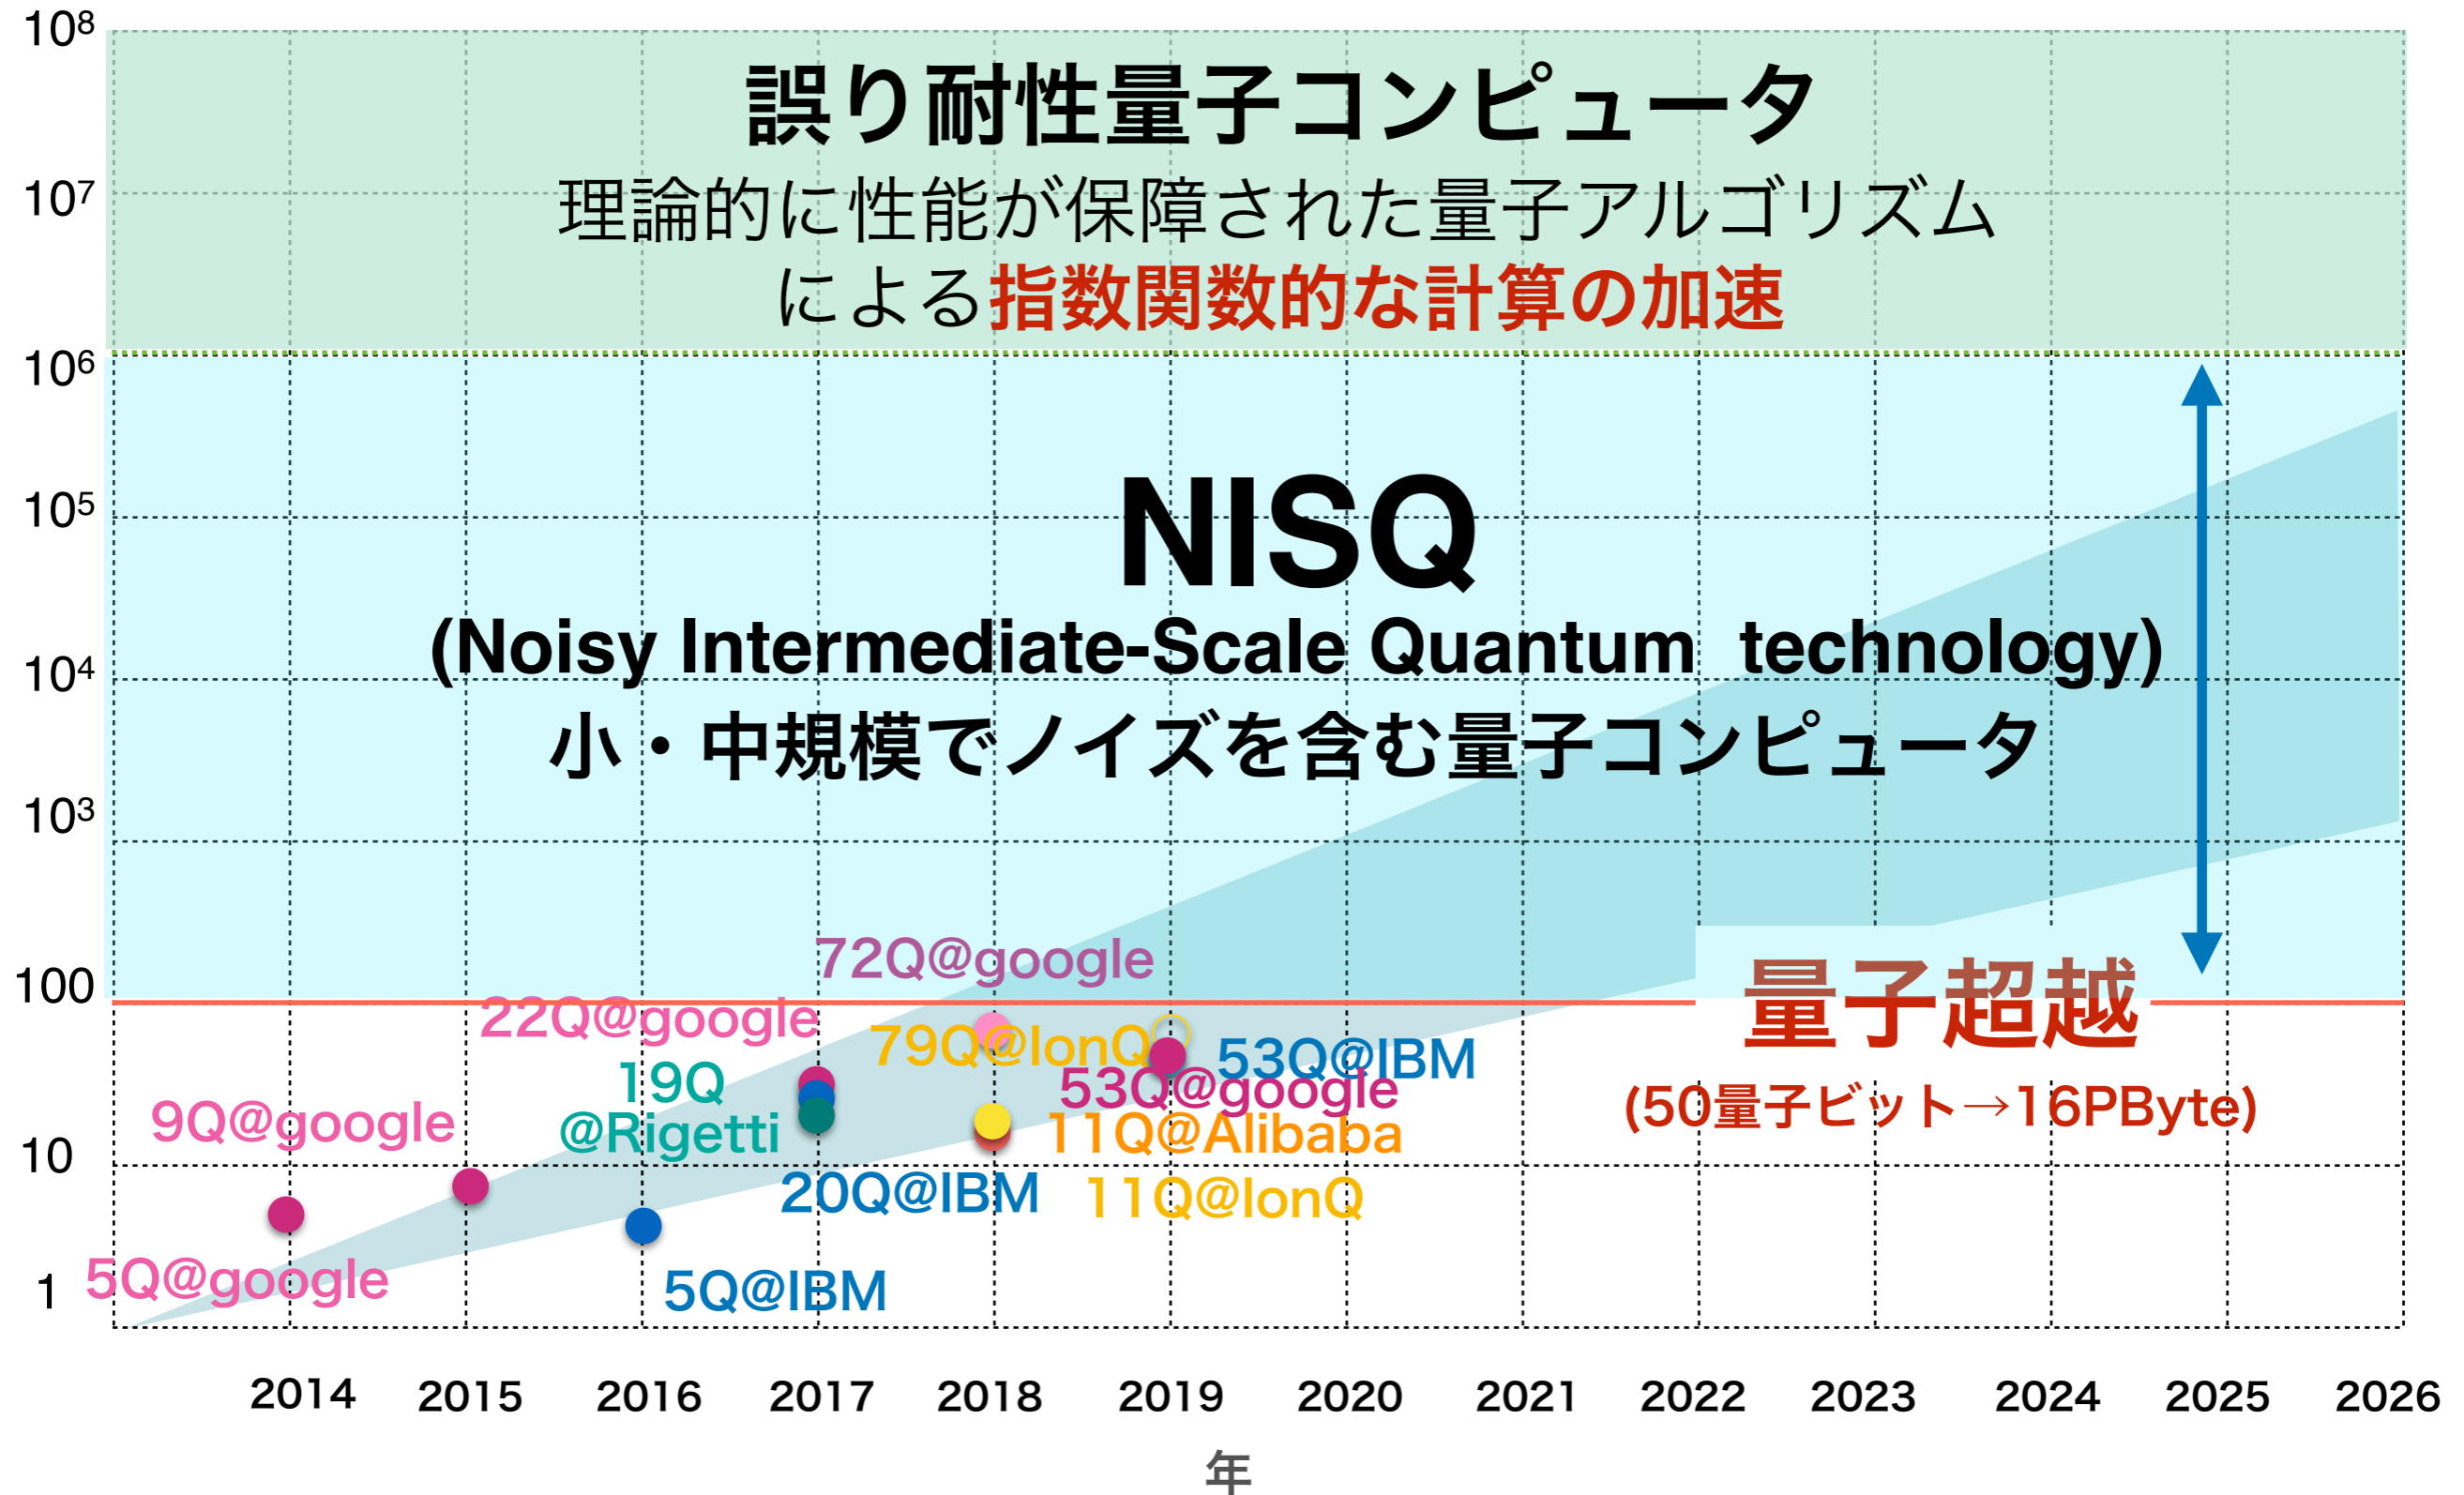 10⁸
誤り耐性量子コンピュータ
10⁷
理論的に性能が保障された量子アルゴリズム
による指数関数的な計算の加速
10⁶
10⁵
NISQ
(Noisy Intermediate-Scale Quantum technology)
10⁴
小・中規模でノイズを含む量子コンピュータ
10³
100
72Q@google
量子超越
22Q@google
79Q@IonQ
53Q@IBM
19Q
@Rigetti
53Q@google
(50量子ビット→16PByte)
9Q@google
11Q@Alibaba
10
20Q@IBM
11Q@IonQ
1
5Q@google
5Q@IBM
2014 2015 2016 2017 2018 2019 2020 2021 2022 2023 2024 2025 2026
年